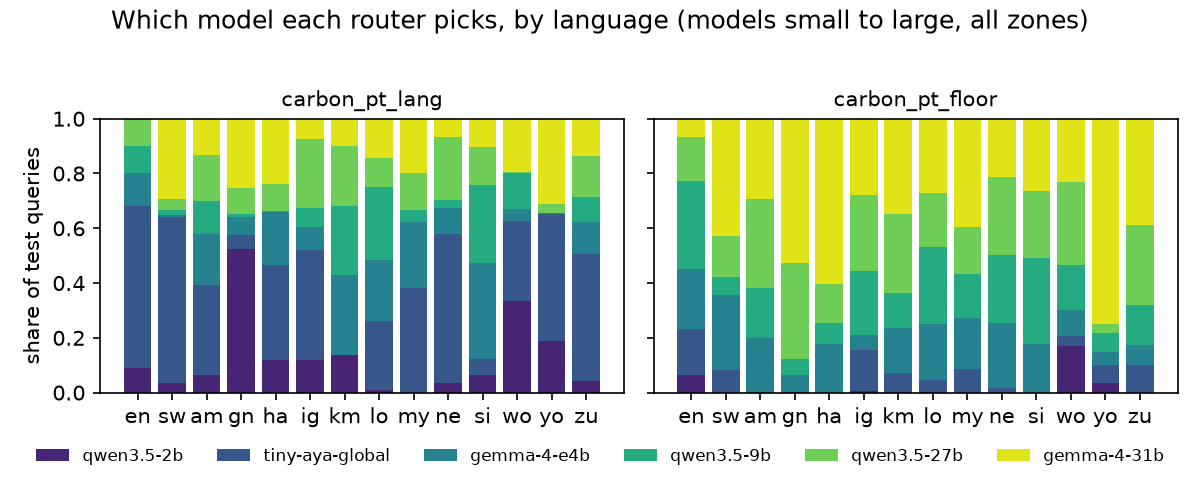 Which model each router picks, by language (models small to large, all zones)
carbon_pt_lang
carbon_pt_floor
share of test queries
1.0
0.8
0.6
0.4
0.2
0.0
en sw am gn ha ig km lo my ne si wo yo zu
en sw am gn ha ig km lo my ne si wo yo zu
qwen3.5-2b tiny-aya-global gemma-4-e4b qwen3.5-9b qwen3.5-27b gemma-4-31b